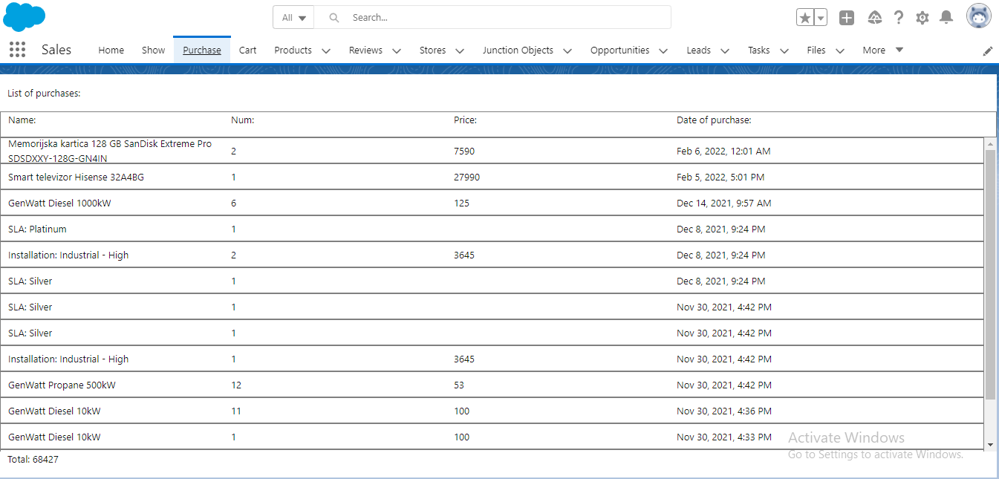 All Search...
Sales Home Show Purchase Cart Products Reviews Stores Junction Objects Opportunities Leads Tasks Files More
List of purchases:
Name: Num: Price: Date of purchase:
Memorijska kartica 128 GB SanDisk Extreme Pro
SDSDXXY-128G-GN4IN 2 7590 Feb 6, 2022, 12:01 AM
Smart televizor Hisense 32A4BG 1 27990 Feb 5, 2022, 5:01 PM
GenWatt Diesel 1000kW 6 125 Dec 14, 2021, 9:57 AM
SLA: Platinum 1 Dec 8, 2021, 9:24 PM
Installation: Industrial - High 2 3645 Dec 8, 2021, 9:24 PM
SLA: Silver 1 Dec 8, 2021, 9:24 PM
SLA: Silver 1 Nov 30, 2021, 4:42 PM
SLA: Silver 1 Nov 30, 2021, 4:42 PM
Installation: Industrial - High 1 3645 Nov 30, 2021, 4:42 PM
GenWatt Propane 500kW 12 53 Nov 30, 2021, 4:42 PM
GenWatt Diesel 10kW 11 100 Nov 30, 2021, 4:36 PM
GenWatt Diesel 10kW 1 100 Nov 30, 2021, 4:33 PM
Activate Windows
Go to Settings to activate Windows.
Total: 68427